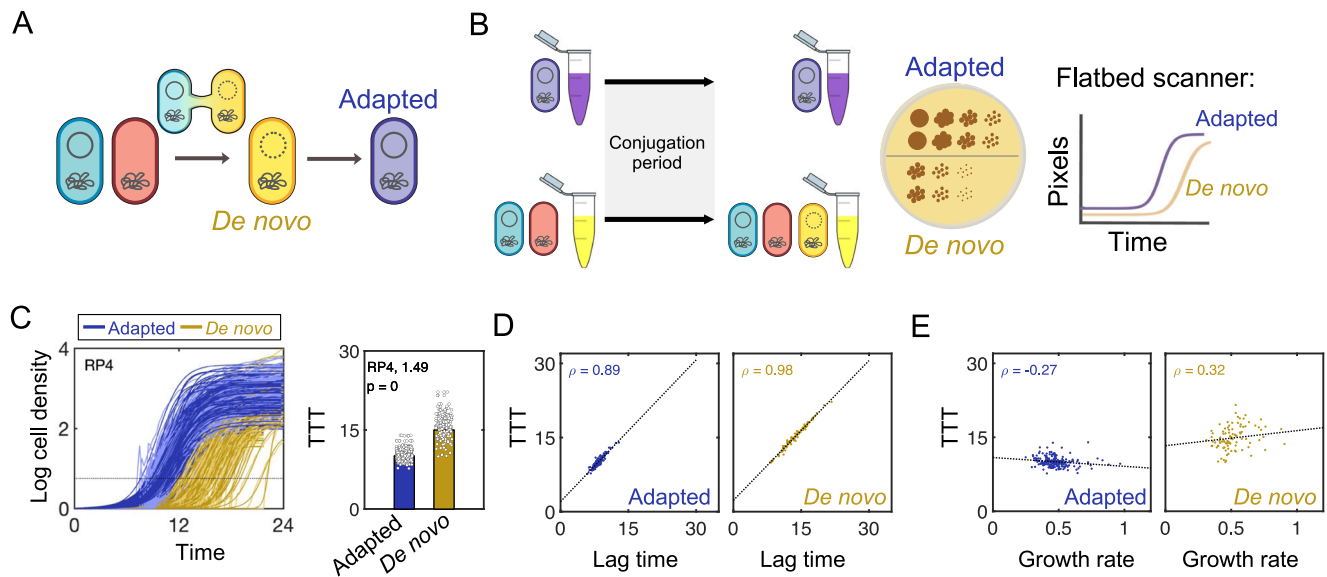 A
Adapted
De novo
B
Conjugation
period
Adapted
De novo
Flatbed scanner:
Pixels
Time
Adapted
De novo
C
Adapted
De novo
RP4
Log cell density
4
2
0
0
12
24
Time
TTT
30
15
0
RP4, 1.49
p = 0
Adapted
De novo
D
TTT
30
15
0
ρ = 0.89
Adapted
0
15
30
Lag time
ρ = 0.98
De novo
0
15
30
Lag time
E
TTT
30
15
0
ρ = -0.27
Adapted
0
0.5
1
Growth rate
ρ = 0.32
De novo
0
0.5
1
Growth rate